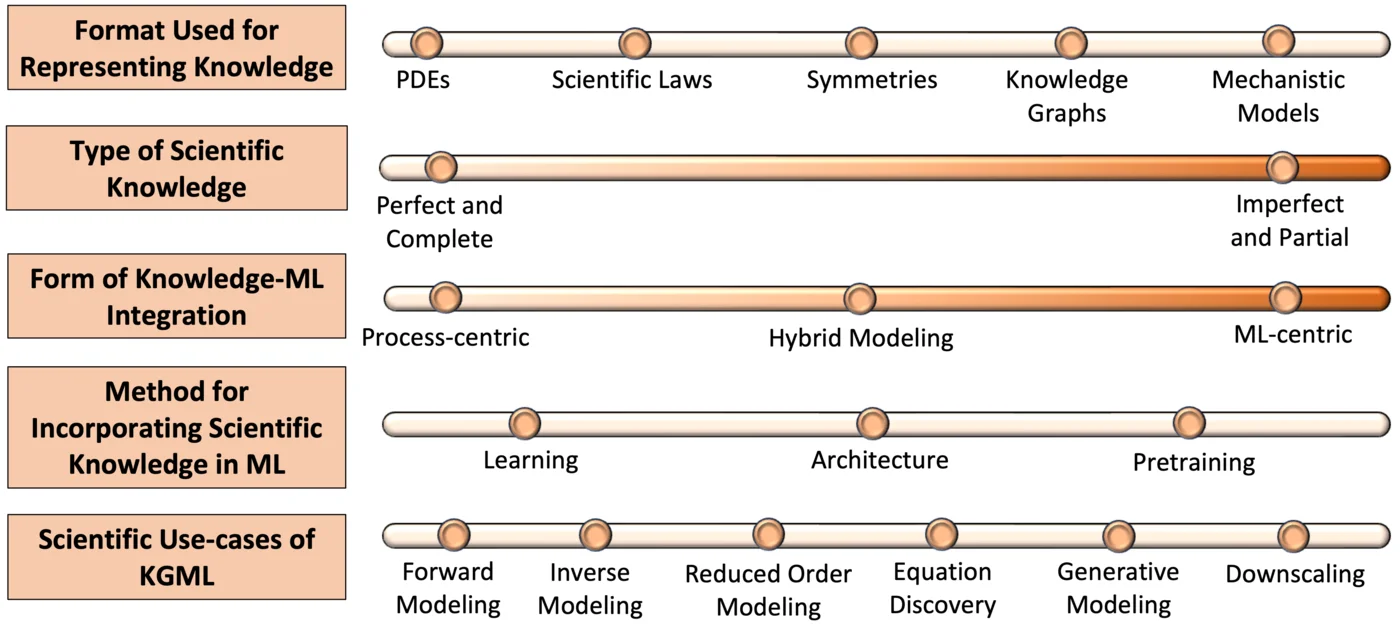 Format Used for
Representing Knowledge
PDEs
Scientific Laws
Symmetries
Knowledge
Graphs
Mechanistic
Models
Type of Scientific
Knowledge
Perfect and
Complete
Imperfect
and Partial
Form of Knowledge-ML
Integration
Process-centric
Hybrid Modeling
ML-centric
Method for
Incorporating Scientific
Knowledge in ML
Learning
Architecture
Pretraining
Scientific Use-cases of
KGML
Forward
Modeling
Inverse
Modeling
Reduced Order
Modeling
Equation
Discovery
Generative
Modeling
Downscaling